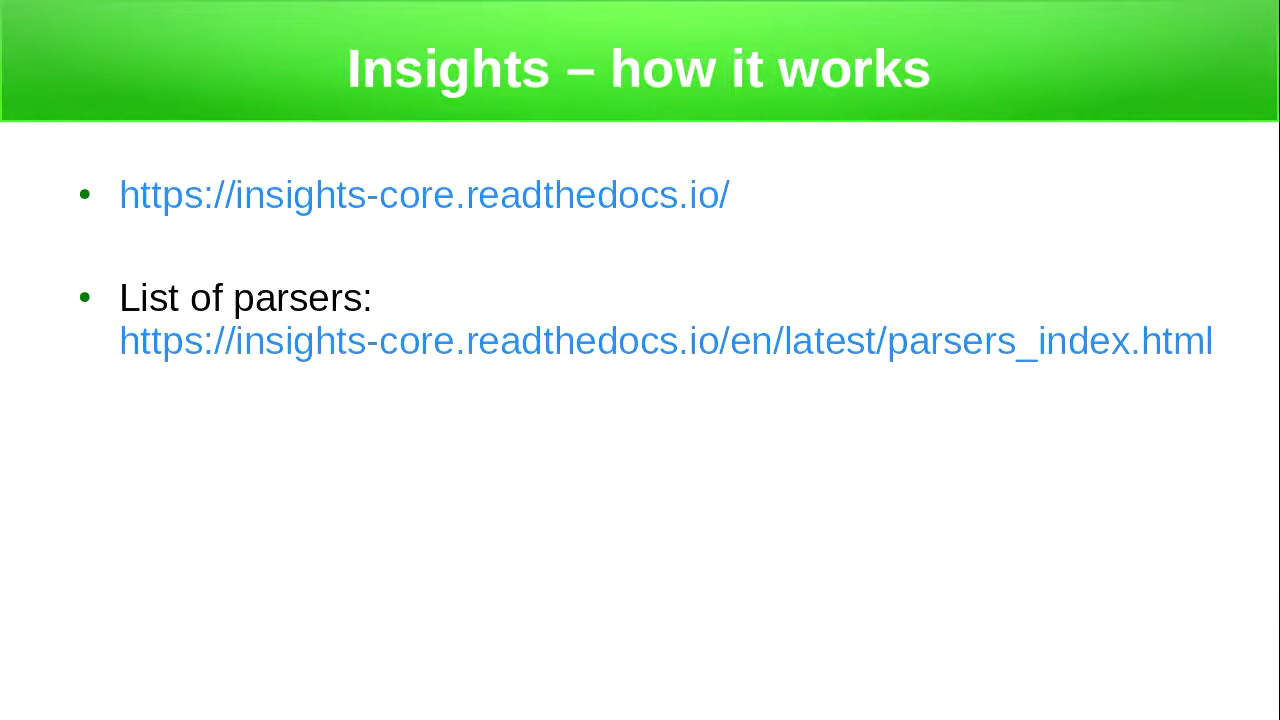 Insights – how it works
• https://insights-core.readthedocs.io/
• List of parsers:
https://insights-core.readthedocs.io/en/latest/parsers_index.html